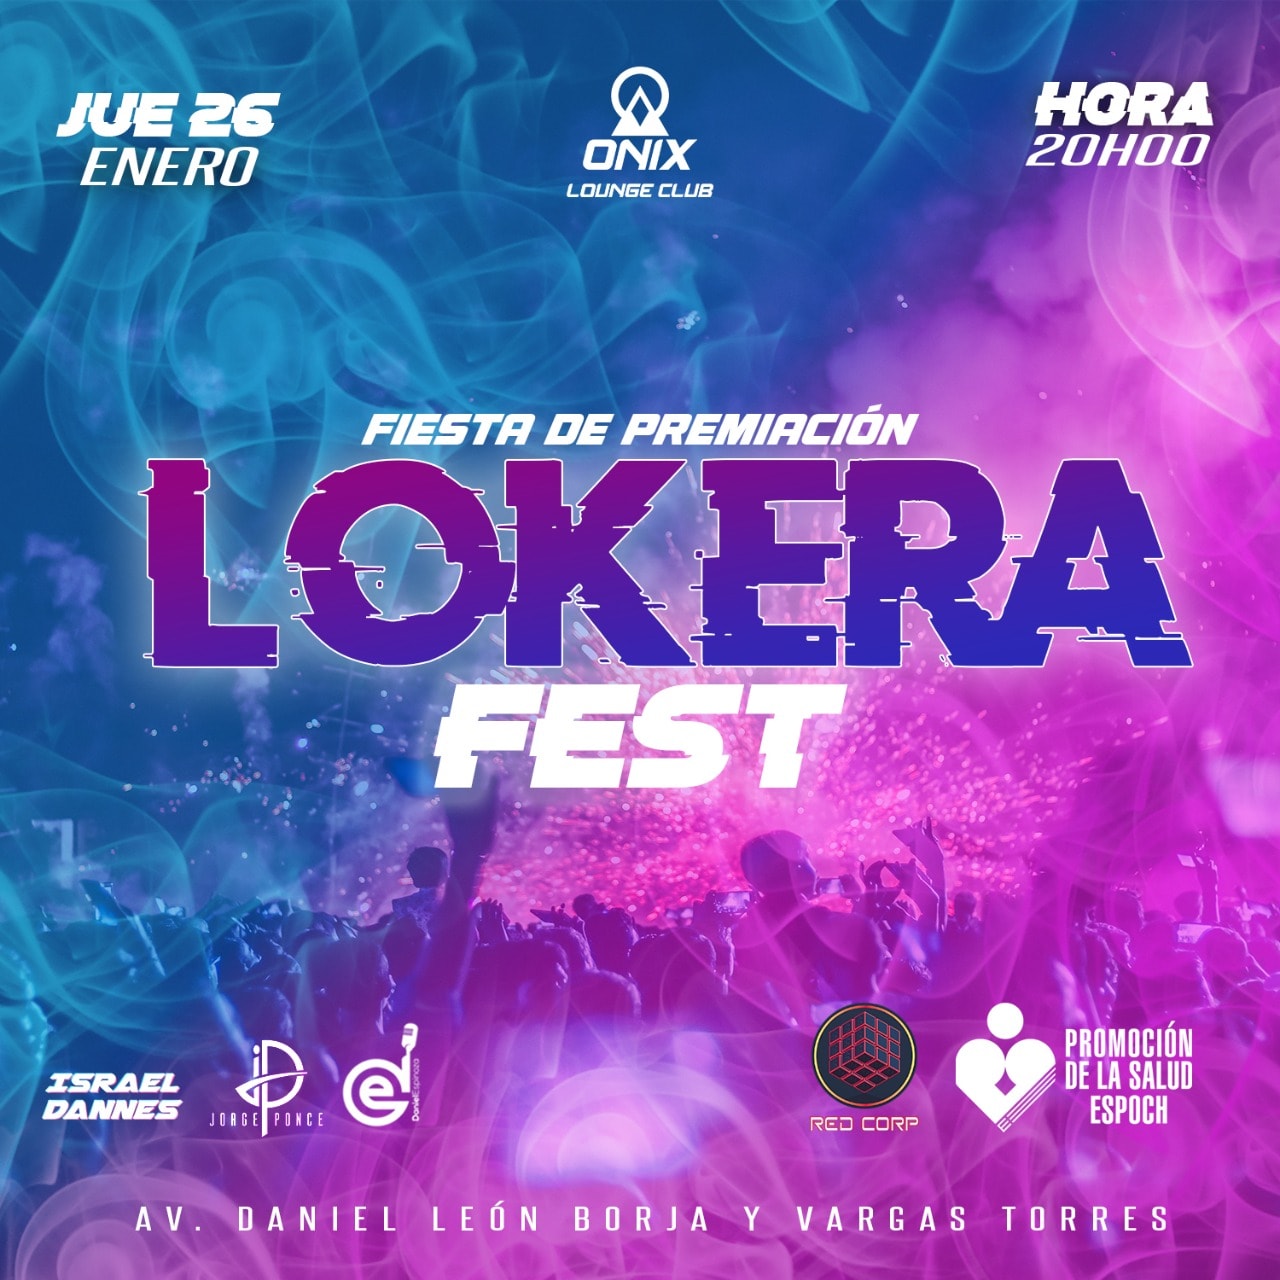 JUE 26
ENERO
ONIX
LOUNGE CLUB
HORA
20H00
FIESTA DE PREMIACIÓN
LOKERA
FEST
ISRAEL
DANNES
JORGE PONCE
DanielEspinoza
RED CORP
PROMOCIÓN
DE LA SALUD
ESPOCH
AV. DANIEL LEÓN BORJA Y VARGAS TORRES